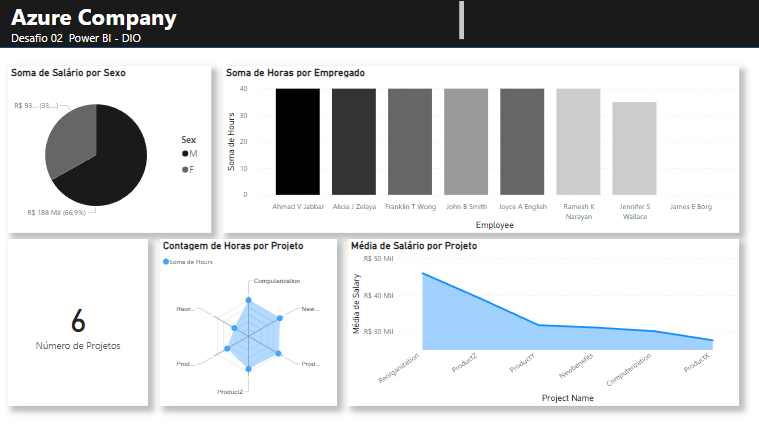 Azure Company
Desafio 02 Power BI - DIO
Soma de Salário por Sexo
R$ 93... (33,...)
Sex
M
F
R$ 188 Mil (66,9%)
Soma de Horas por Empregado
Soma de Hours
40
30
20
10
0
Ahmad V Jabbar
Alicia J Zelaya
Franklin T Wong
John B Smith
Joyce A English
Ramesh K
Narayan
Jennifer S
Wallace
James E Borg
Employee
6
Número de Projetos
Contagem de Horas por Projeto
Soma de Hours
Computerization
New...
Prod...
ProductZ
Prod...
Reor...
Média de Salário por Projeto
Média de Salary
R$ 50 Mil
R$ 40 Mil
R$ 30 Mil
Reorganization
ProductZ
ProductY
Newbenefits
Computerization
ProductX
Project Name